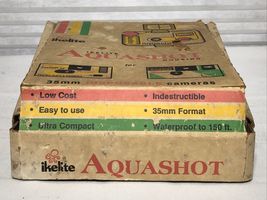 AQUASHOT
for
35mm cameras
Low Cost • Indestructible
Easy to use • 35mm Format
Ultra Compact • Waterproof to 150 ft.
ikelite AQUASHOT